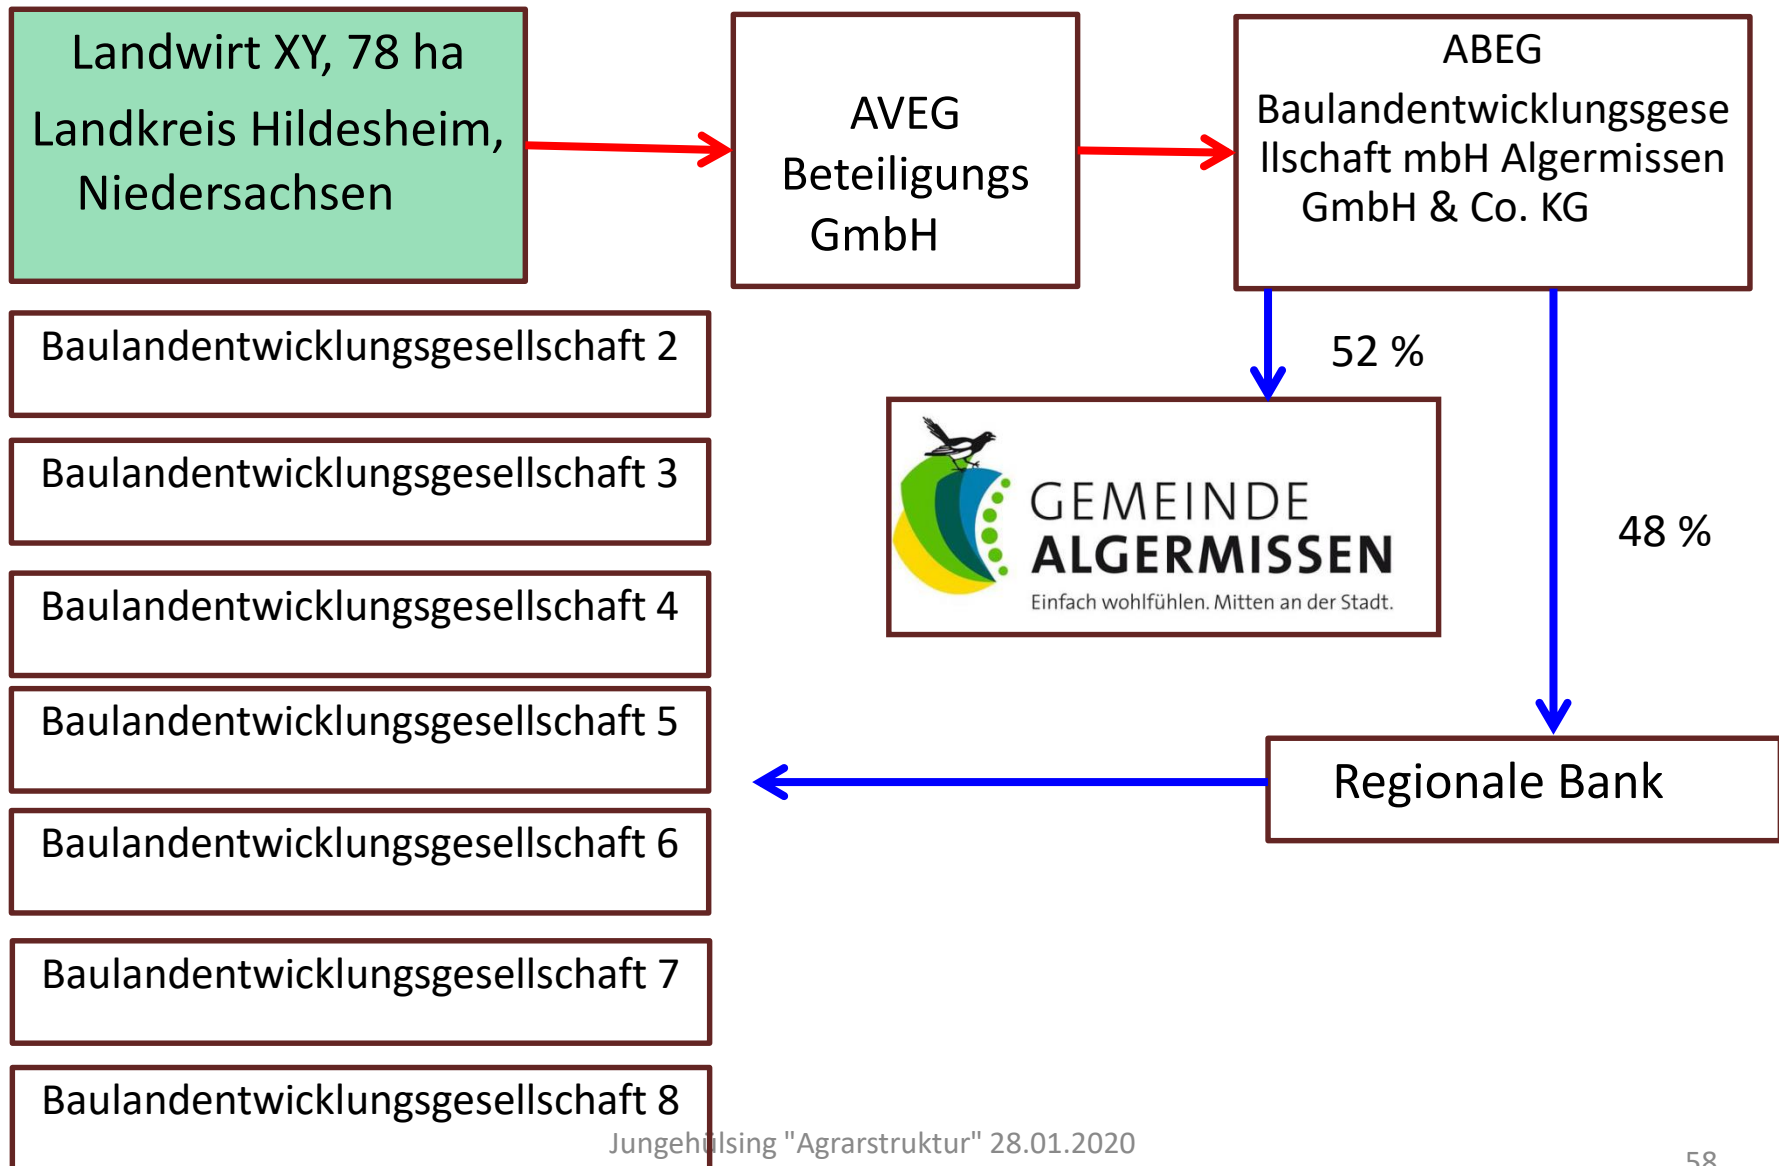 Landwirt XY, 78 ha
Landkreis Hildesheim,
Niedersachsen
AVEG
Beteiligungs
GmbH
ABEG
Baulandentwicklungsgese
llschaft mbH Algermissen
GmbH & Co. KG
Baulandentwicklungsgesellschaft 2
52 %
Baulandentwicklungsgesellschaft 3
GEMEINDE
ALGERMISSEN
Einfach wohlfühlen. Mitten an der Stadt.
48 %
Baulandentwicklungsgesellschaft 4
Baulandentwicklungsgesellschaft 5
Regionale Bank
Baulandentwicklungsgesellschaft 6
Baulandentwicklungsgesellschaft 7
Baulandentwicklungsgesellschaft 8
Jungehülsing "Agrarstruktur" 28.01.2020
58